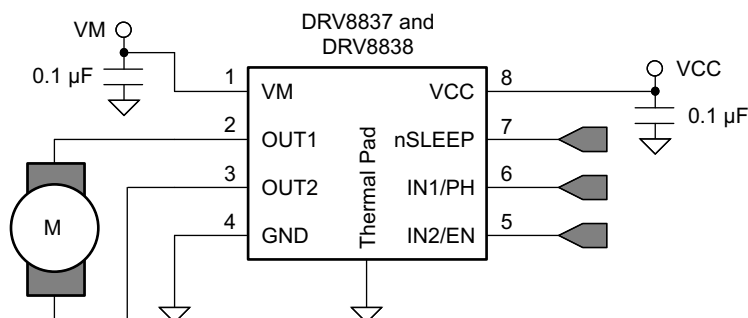 DRV8837 and
DRV8838
VM
0.1 µF
VCC
0.1 µF
1
VM
VCC
8
2
OUT1
nSLEEP
7
3
OUT2
IN1/PH
6
4
GND
IN2/EN
5
Thermal Pad
M